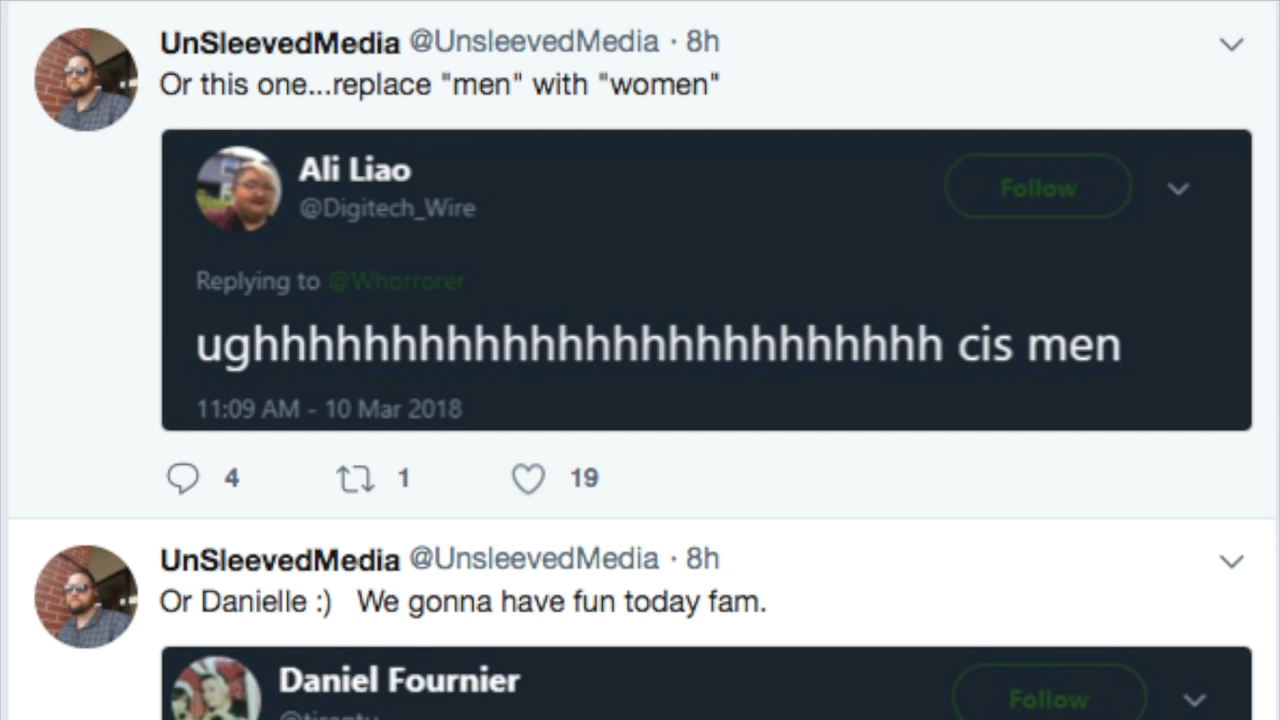 UnSleevedMedia @UnsleevedMedia · 8h
Or this one...replace "men" with "women"
Ali Liao
Follow
@Digitech_Wire
Replying to @Whorrorer
ughhhhhhhhhhhhhhhhhhhhhhhhhh cis men
11:09 AM - 10 Mar 2018
4 1 19
UnSleevedMedia @UnsleevedMedia · 8h
Or Danielle :) We gonna have fun today fam.
Daniel Fournier
Follow